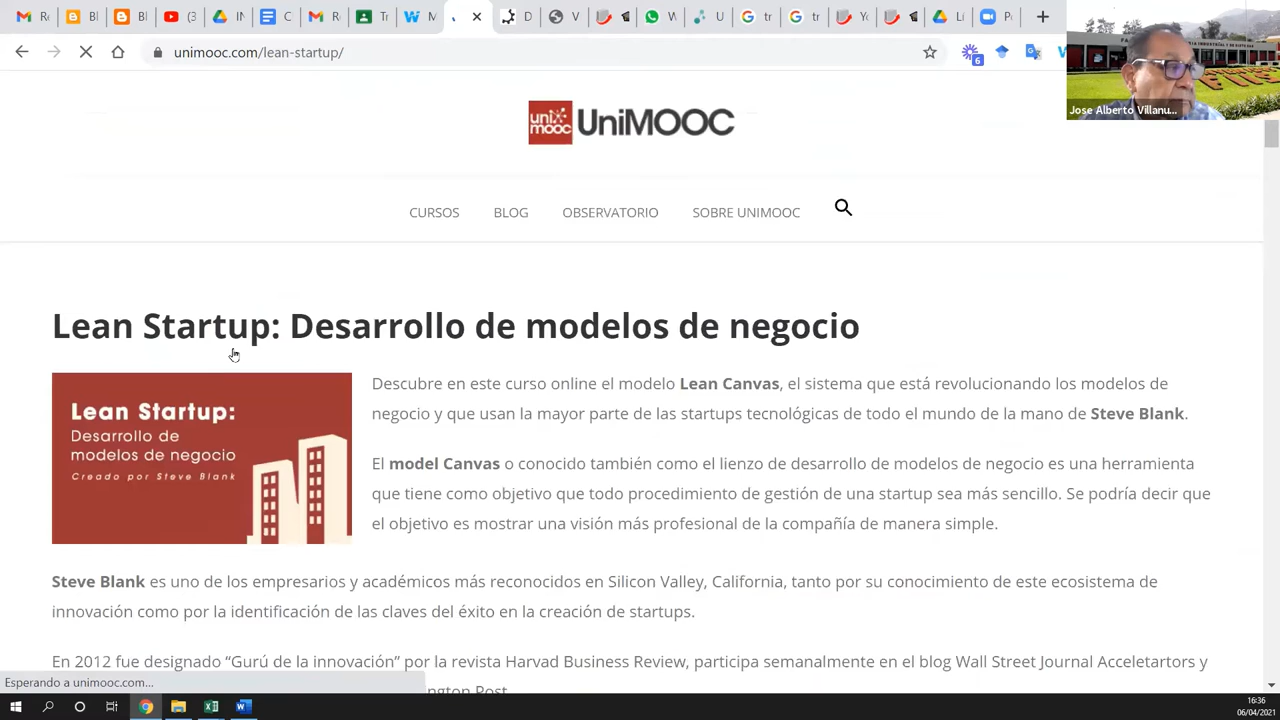 unimooc.com/lean-startup/
6
Jose Alberto Villanu...
uni
mooc
UniMOOC
CURSOS BLOG OBSERVATORIO SOBRE UNIMOOC
Lean Startup: Desarrollo de modelos de negocio
Lean Startup:
Desarrollo de
modelos de negocio
Creado por Steve Blank
Descubre en este curso online el modelo Lean Canvas, el sistema que está revolucionando los modelos de
negocio y que usan la mayor parte de las startups tecnológicas de todo el mundo de la mano de Steve Blank.
El model Canvas o conocido también como el lienzo de desarrollo de modelos de negocio es una herramienta
que tiene como objetivo que todo procedimiento de gestión de una startup sea más sencillo. Se podría decir que
el objetivo es mostrar una visión más profesional de la compañía de manera simple.
Steve Blank es uno de los empresarios y académicos más reconocidos en Silicon Valley, California, tanto por su conocimiento de este ecosistema de
innovación como por la identificación de las claves del éxito en la creación de startups.
En 2012 fue designado “Gurú de la innovación” por la revista Harvad Business Review, participa semanalmente en el blog Wall Street Journal Acceletartors y
Esperando a unimooc.com...
ngton Post.
16:36
06/04/2021